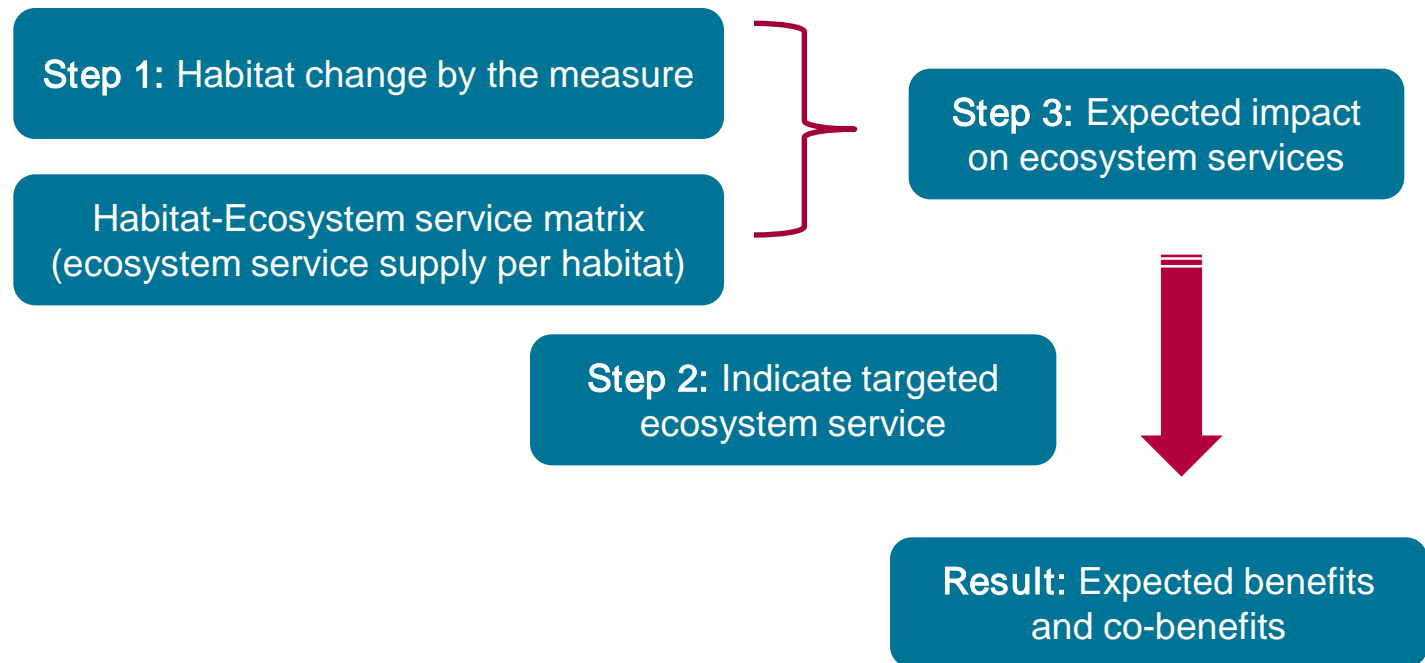 Step 1: Habitat change by the measure
Habitat-Ecosystem service matrix
(ecosystem service supply per habitat)
Step 3: Expected impact
on ecosystem services
Step 2: Indicate targeted
ecosystem service
Result: Expected benefits
and co-benefits